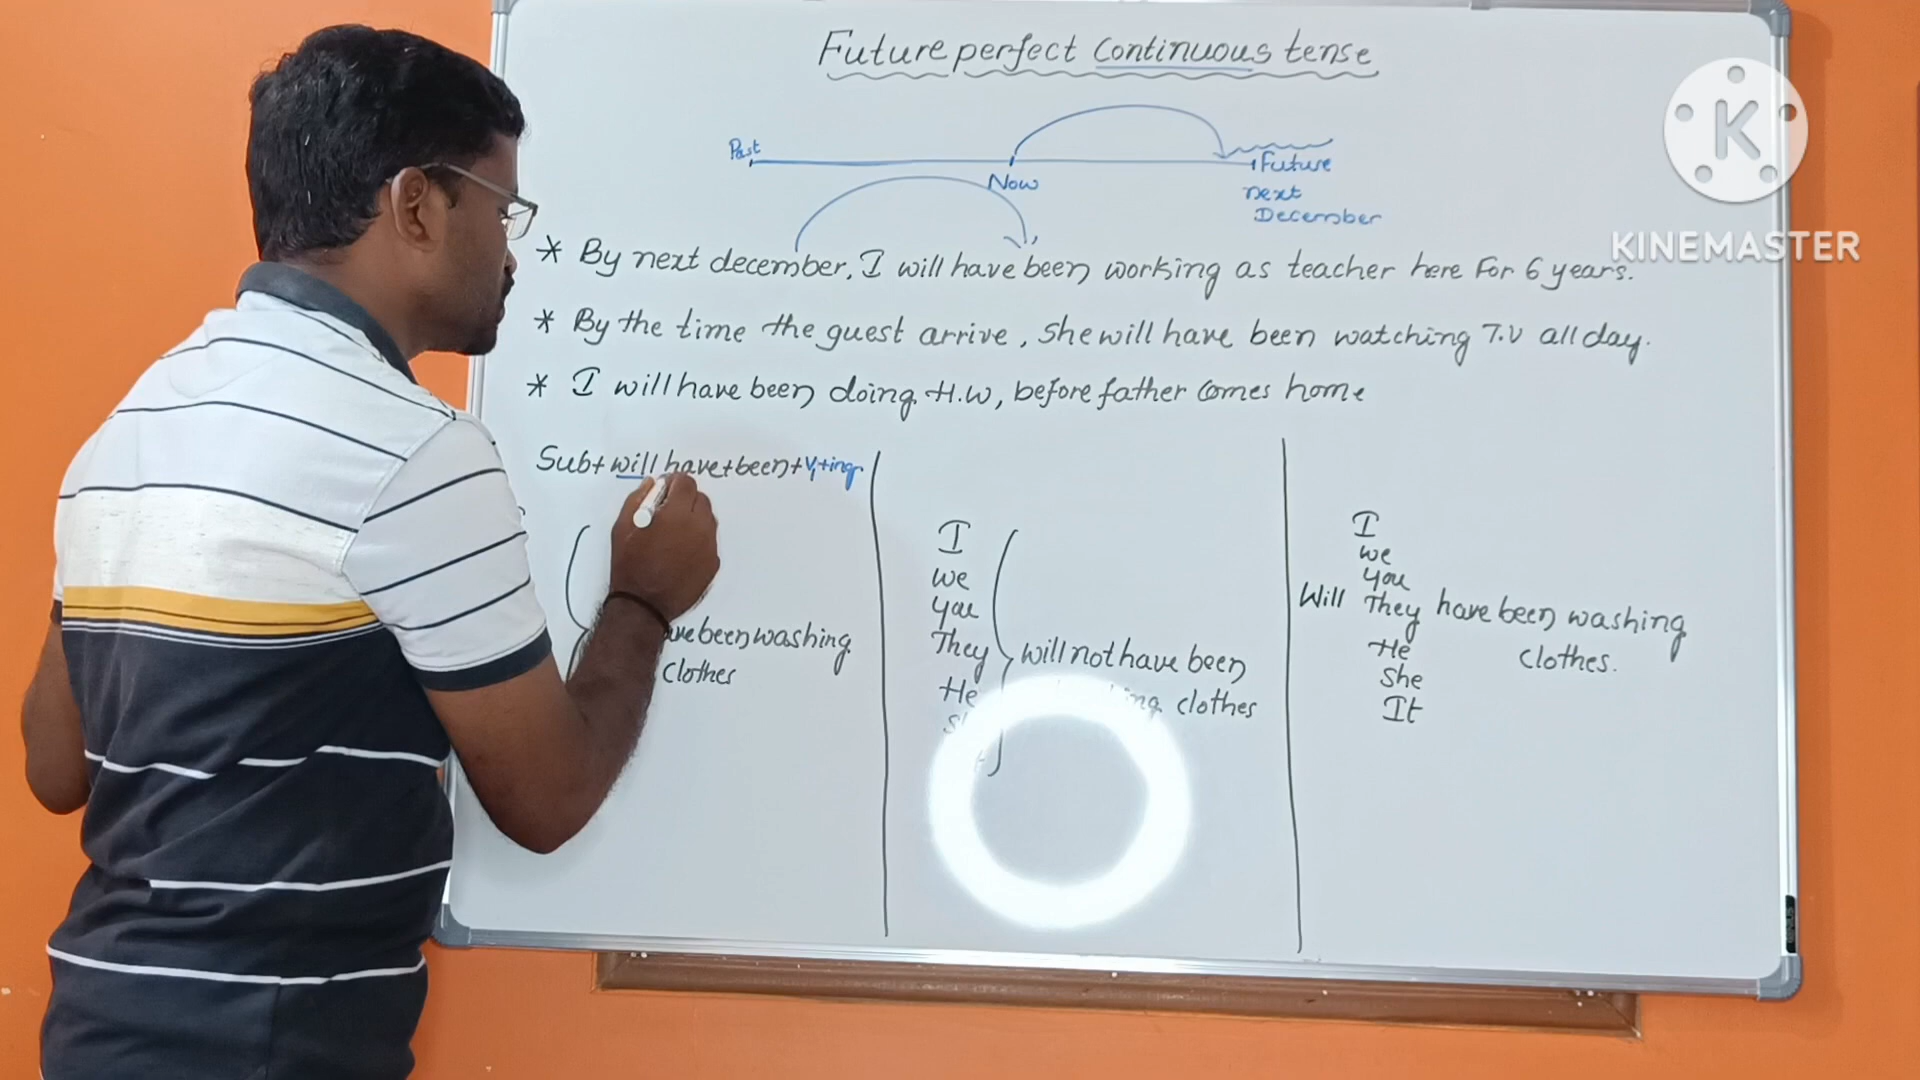 Future perfect continuous tense
K
KINEMASTER
Past
Now
Future
next
December
* By next december, I will have been working as teacher here For 6 years.
* By the time the guest arrive, she will have been watching T.V all day.
* I will have been doing H.W, before father comes home
Sub+ will have+been+V1+ing.
been washing
clothes
I
we
you
They
He
will not have been
clothes
I
we
you
Will They have been washing
He
clothes.
she
It